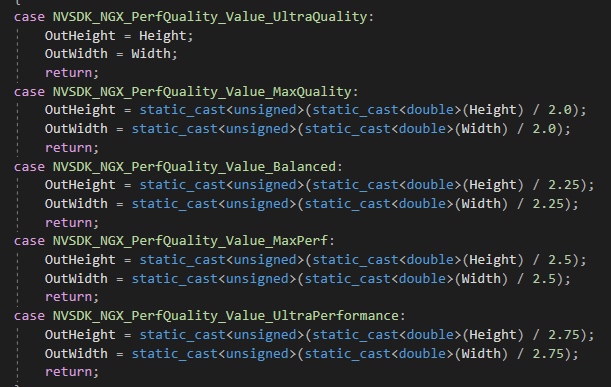 {
case NVSDK_NGX_PerfQuality_Value_UltraQuality:
    OutHeight = Height;
    OutWidth = Width;
    return;
case NVSDK_NGX_PerfQuality_Value_MaxQuality:
    OutHeight = static_cast<unsigned>(static_cast<double>(Height) / 2.0);
    OutWidth = static_cast<unsigned>(static_cast<double>(Width) / 2.0);
    return;
case NVSDK_NGX_PerfQuality_Value_Balanced:
    OutHeight = static_cast<unsigned>(static_cast<double>(Height) / 2.25);
    OutWidth = static_cast<unsigned>(static_cast<double>(Width) / 2.25);
    return;
case NVSDK_NGX_PerfQuality_Value_MaxPerf:
    OutHeight = static_cast<unsigned>(static_cast<double>(Height) / 2.5);
    OutWidth = static_cast<unsigned>(static_cast<double>(Width) / 2.5);
    return;
case NVSDK_NGX_PerfQuality_Value_UltraPerformance:
    OutHeight = static_cast<unsigned>(static_cast<double>(Height) / 2.75);
    OutWidth = static_cast<unsigned>(static_cast<double>(Width) / 2.75);
    return;